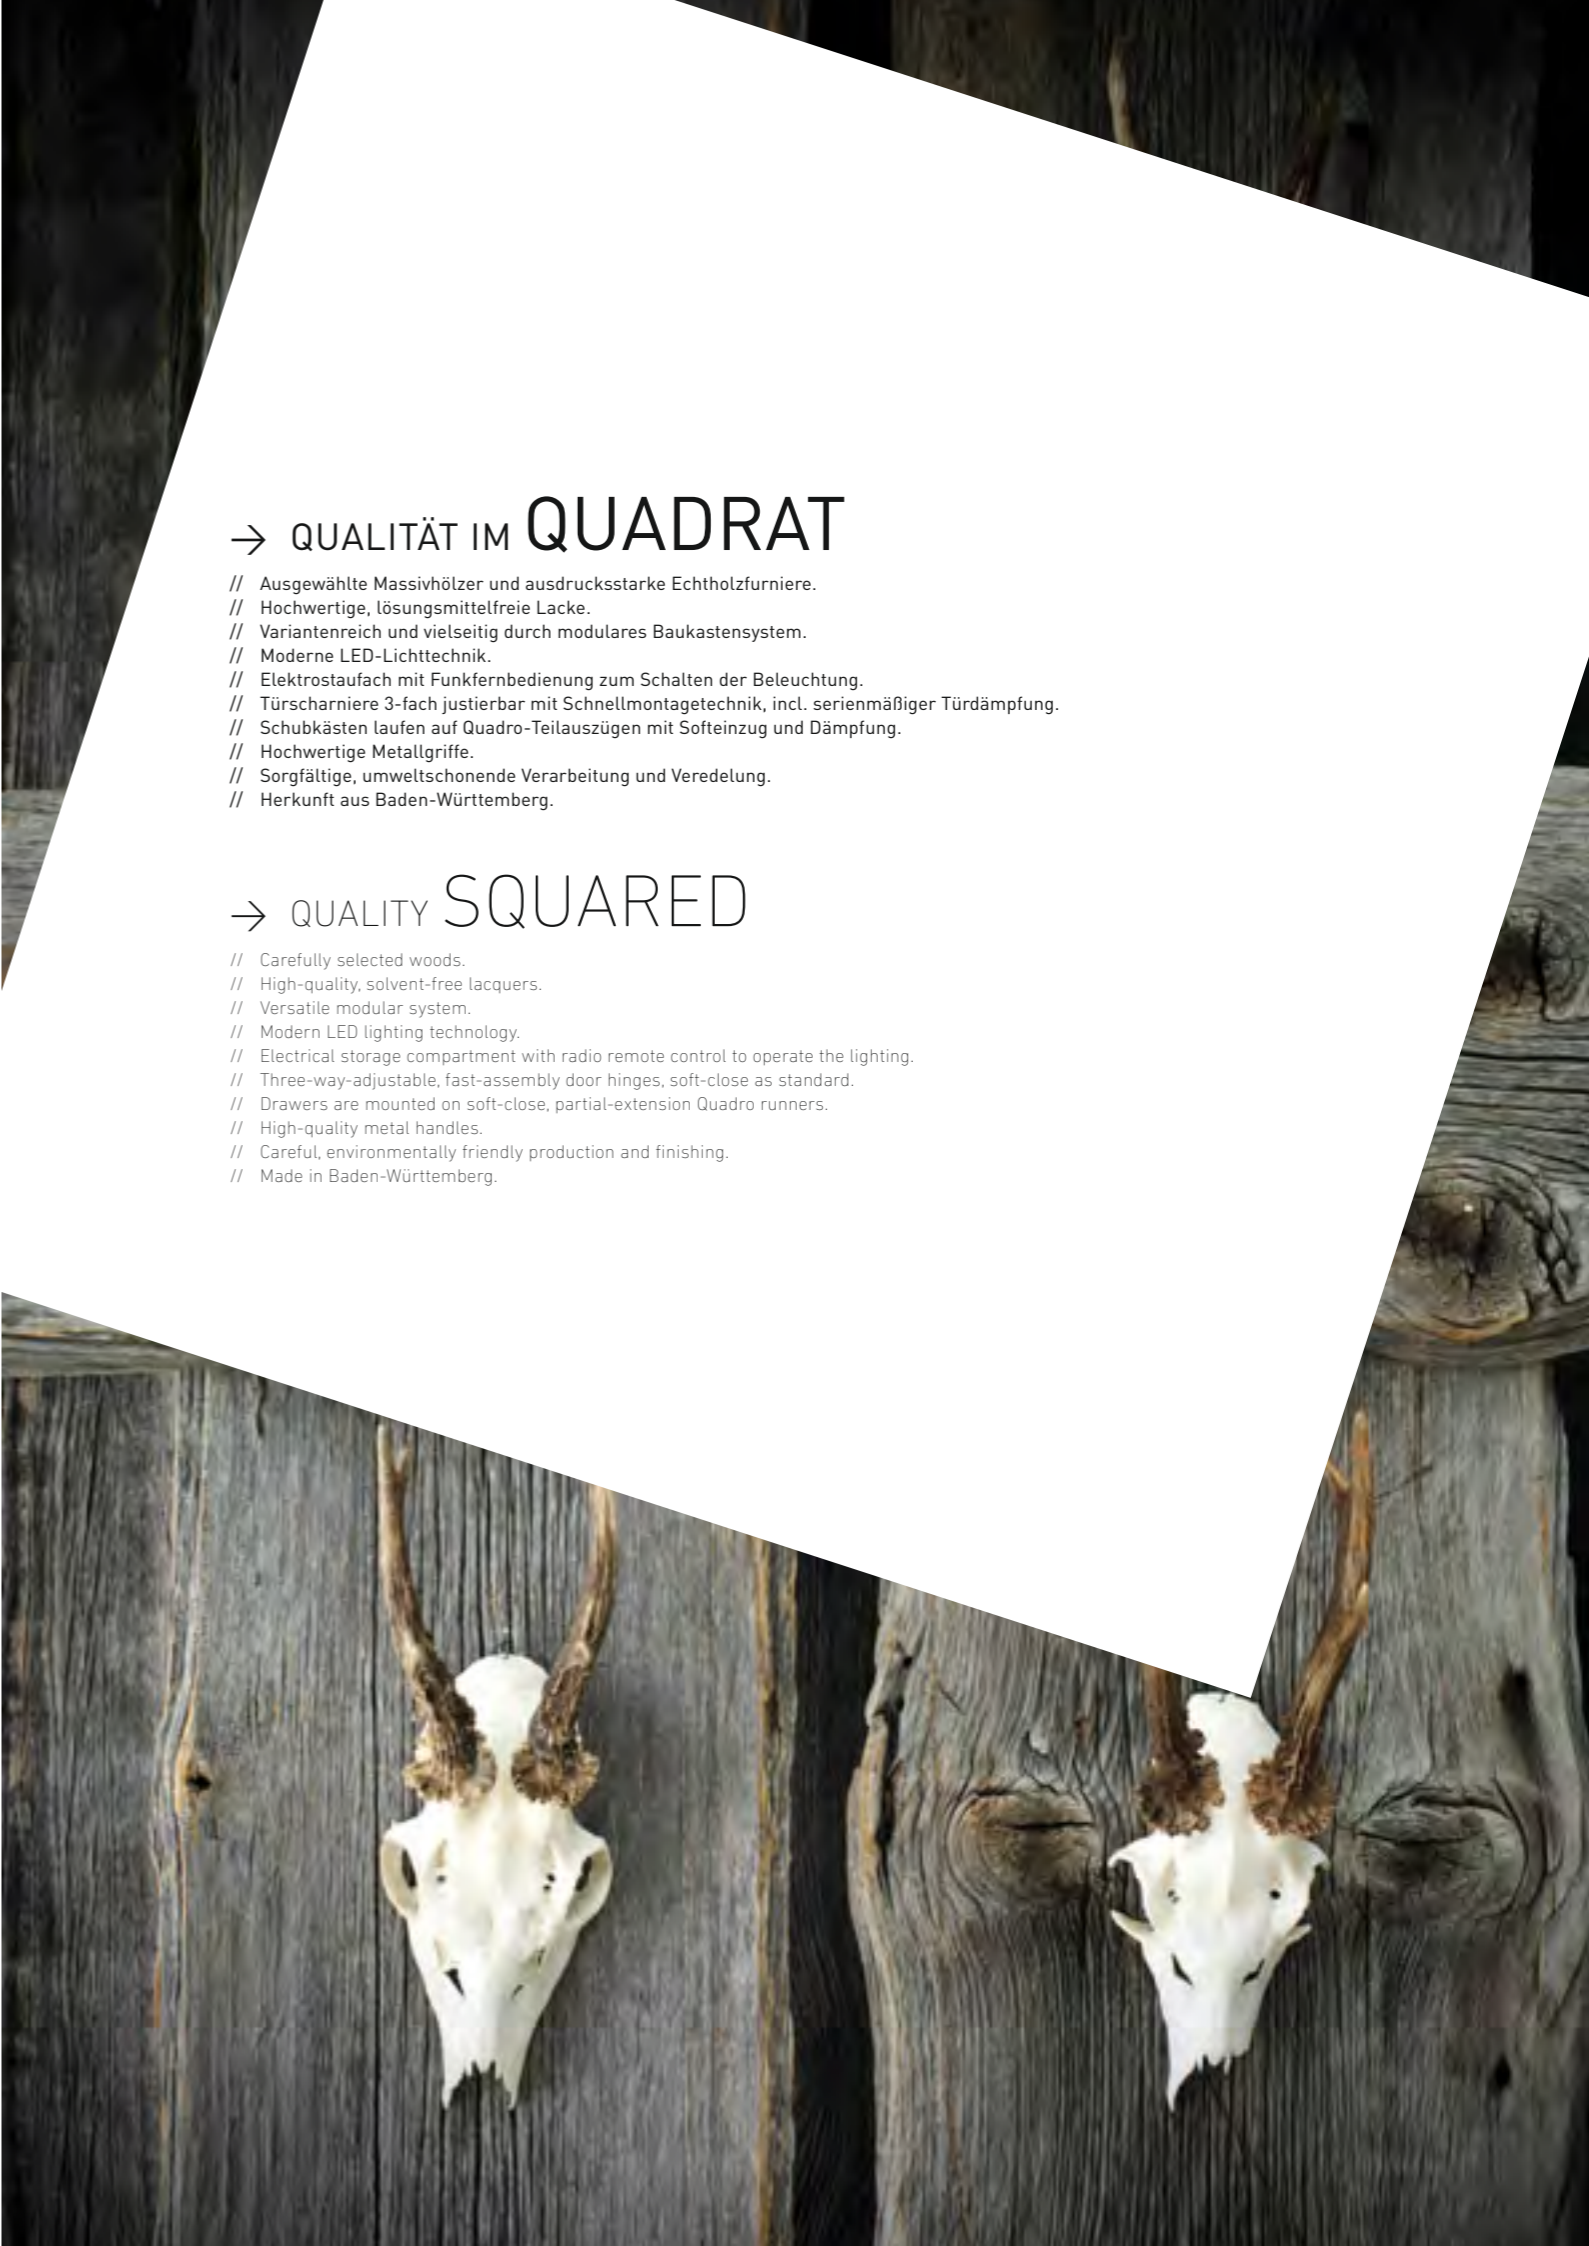 → QUALITÄT IM QUADRAT
// Ausgewählte Massivhölzer und ausdrucksstarke Echtholzfurniere.
// Hochwertige, lösungsmittelfreie Lacke.
// Variantenreich und vielseitig durch modulares Baukastensystem.
// Moderne LED-Lichttechnik.
// Elektrostaufach mit Funkfernbedienung zum Schalten der Beleuchtung.
// Türscharniere 3-fach justierbar mit Schnellmontagetechnik, incl. serienmäßiger Türdämpfung.
// Schubkästen laufen auf Quadro-Teilauszügen mit Softeinzug und Dämpfung.
// Hochwertige Metallgriffe.
// Sorgfältige, umweltschonende Verarbeitung und Veredelung.
// Herkunft aus Baden-Württemberg.
→ QUALITY SQUARED
// Carefully selected woods.
// High-quality, solvent-free lacquers.
// Versatile modular system.
// Modern LED lighting technology.
// Electrical storage compartment with radio remote control to operate the lighting.
// Three-way-adjustable, fast-assembly door hinges, soft-close as standard.
// Drawers are mounted on soft-close, partial-extension Quadro runners.
// High-quality metal handles.
// Careful, environmentally friendly production and finishing.
// Made in Baden-Württemberg.